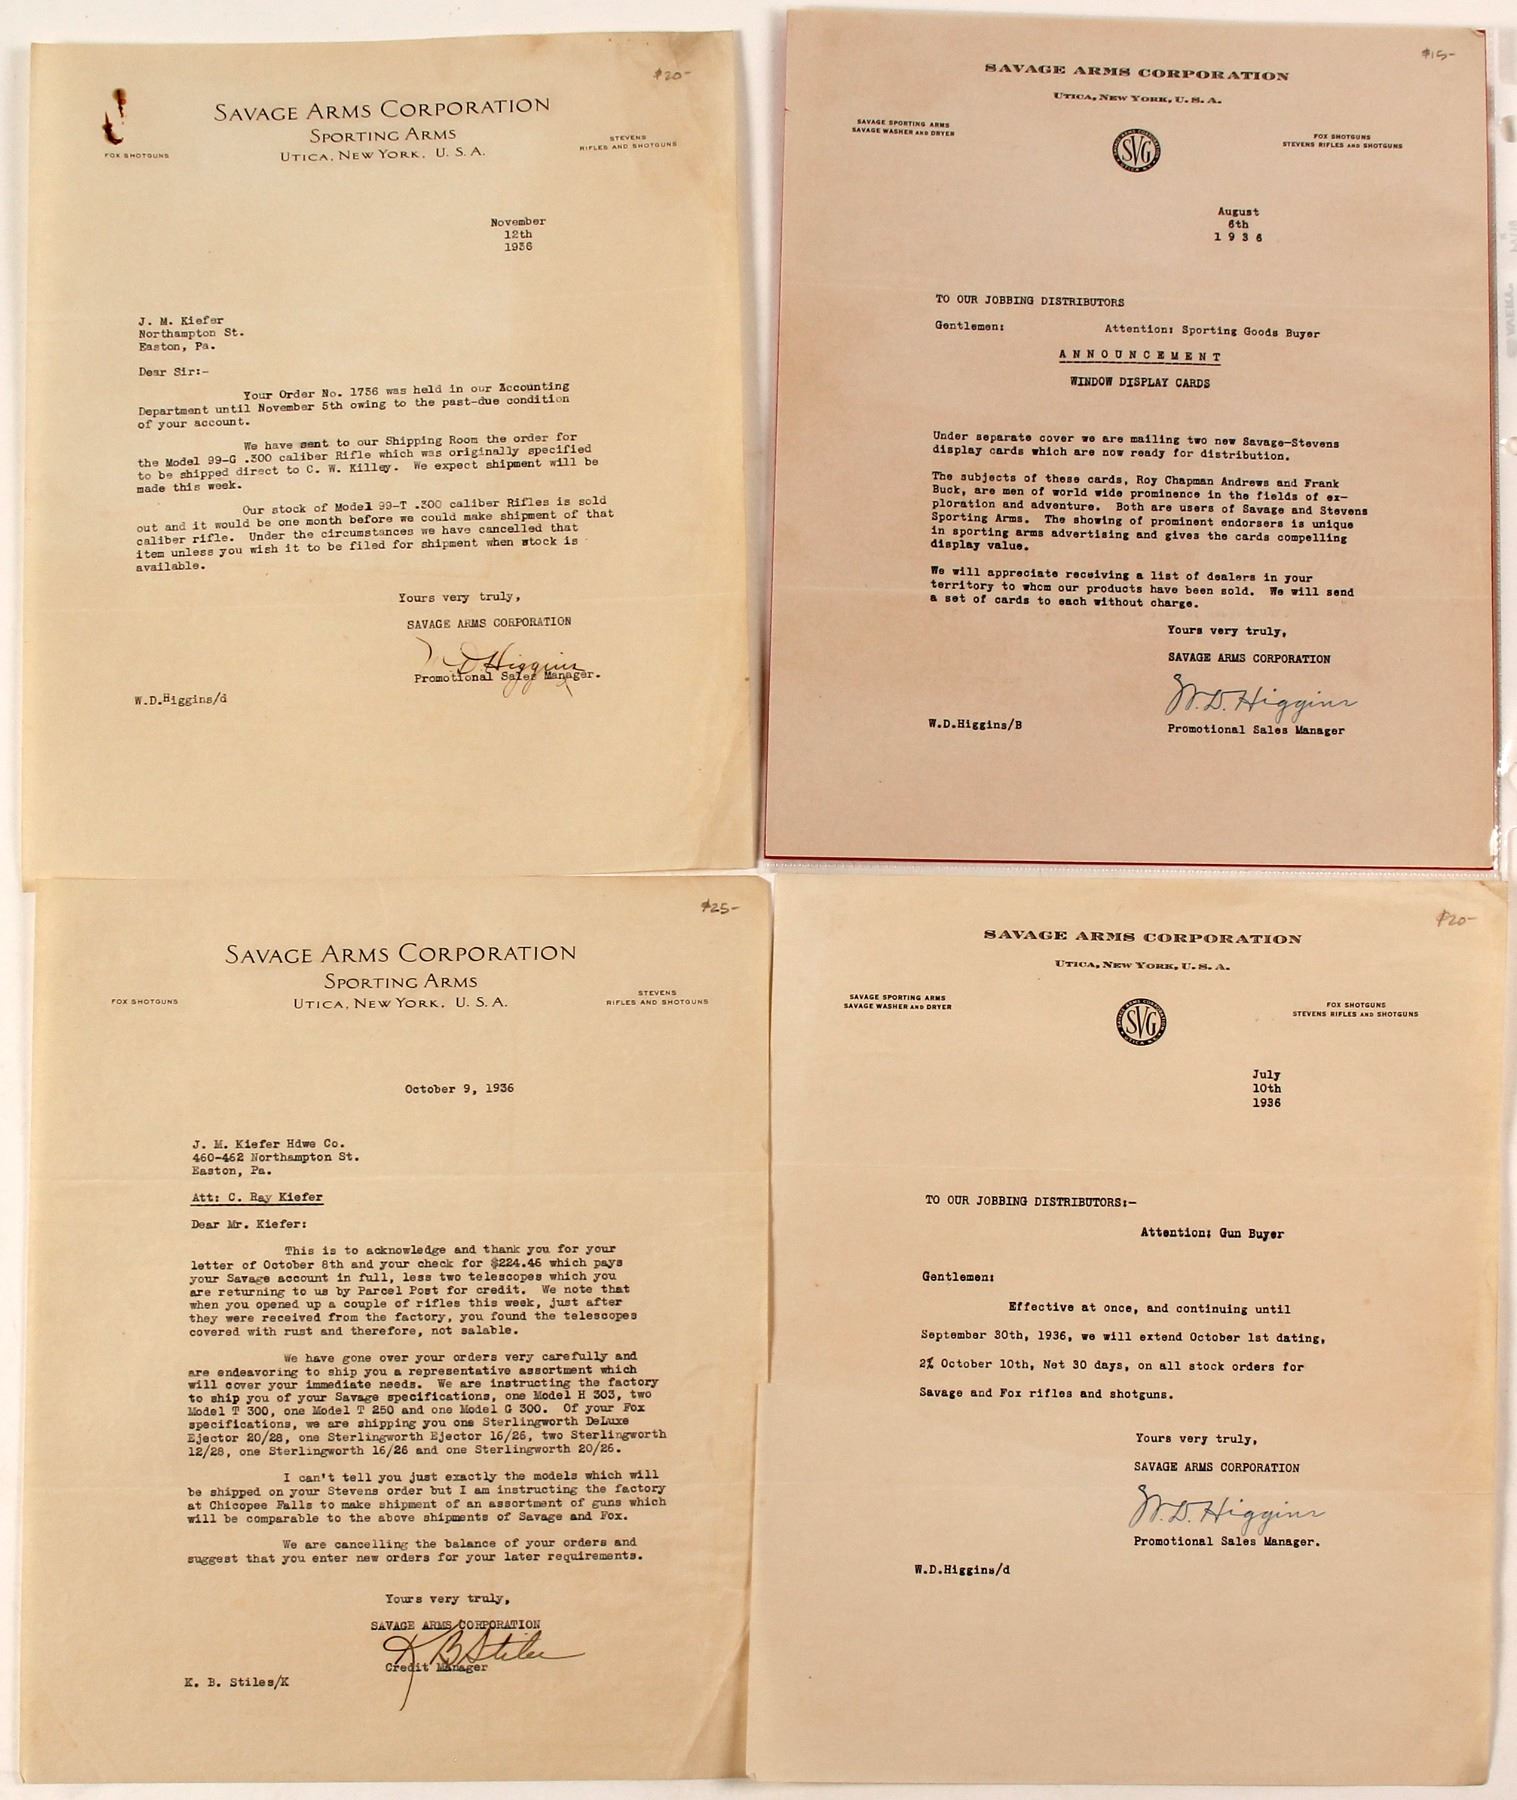 $20-
SAVAGE ARMS CORPORATION
SPORTING ARMS
UTICA, NEW YORK, U. S. A.
FOX SHOTGUNS
STEVENS
RIFLES AND SHOTGUNS
November
12th
1936
J. M. Kiefer
Northampton St.
Easton, Pa.
Dear Sir:-
Your Order No. 1736 was held in our Accounting
Department until November 5th owing to the past-due condition
of your account.
We have sent to our Shipping Room the order for
the Model 99-G .300 caliber Rifle which was originally specified
to be shipped direct to C. W. Killey. We expect shipment will be
made this week.
Our stock of Model 99-T .300 caliber Rifles is sold
out and it would be one month before we could make shipment of that
caliber rifle. Under the circumstances we have cancelled that
item unless you wish it to be filed for shipment when stock is
available.
Yours very truly,
SAVAGE ARMS CORPORATION
W. D. Higgins
Promotional Sales Manager.
W.D.Higgins/d
$15-
SAVAGE ARMS CORPORATION
UTICA, NEW YORK, U. S. A.
SAVAGE SPORTING ARMS
SAVAGE WASHER AND DRYER
SAVAGE ARMS CORPORATION
SVG
UTICA N.Y.
FOX SHOTGUNS
STEVENS RIFLES AND SHOTGUNS
August
6th
1 9 3 6
TO OUR JOBBING DISTRIBUTORS
Gentlemen: Attention: Sporting Goods Buyer
A N N O U N C E M E N T
WINDOW DISPLAY CARDS
Under separate cover we are mailing two new Savage-Stevens
display cards which are now ready for distribution.
The subjects of these cards, Roy Chapman Andrews and Frank
Buck, are men of world wide prominence in the fields of ex-
ploration and adventure. Both are users of Savage and Stevens
Sporting Arms. The showing of prominent endorsers is unique
in sporting arms advertising and gives the cards compelling
display value.
We will appreciate receiving a list of dealers in your
territory to whom our products have been sold. We will send
a set of cards to each without charge.
Yours very truly,
SAVAGE ARMS CORPORATION
W. D. Higgins
W.D.Higgins/B
Promotional Sales Manager
$25-
SAVAGE ARMS CORPORATION
SPORTING ARMS
UTICA, NEW YORK, U. S. A.
FOX SHOTGUNS
STEVENS
RIFLES AND SHOTGUNS
October 9, 1936
J. M. Kiefer Hdwe Co.
460-462 Northampton St.
Easton, Pa.
Att: C. Ray Kiefer
Dear Mr. Kiefer:
This is to acknowledge and thank you for your
letter of October 8th and your check for $224.46 which pays
your Savage account in full, less two telescopes which you
are returning to us by Parcel Post for credit. We note that
when you opened up a couple of rifles this week, just after
they were received from the factory, you found the telescopes
covered with rust and therefore, not salable.
We have gone over your orders very carefully and
are endeavoring to ship you a representative assortment which
will cover your immediate needs. We are instructing the factory
to ship you of your Savage specifications, one Model H 303, two
Model T 300, one Model T 250 and one Model G 300. Of your Fox
specifications, we are shipping you one Sterlingworth DeLuxe
Ejector 20/28, one Sterlingworth Ejector 16/26, two Sterlingworth
12/28, one Sterlingworth 16/26 and one Sterlingworth 20/26.
I can't tell you just exactly the models which will
be shipped on your Stevens order but I am instructing the factory
at Chicopee Falls to make shipment of an assortment of guns which
will be comparable to the above shipments of Savage and Fox.
We are cancelling the balance of your orders and
suggest that you enter new orders for your later requirements.
Yours very truly,
SAVAGE ARMS CORPORATION
K B Stiles
Credit Manager
K. B. Stiles/K
$20-
SAVAGE ARMS CORPORATION
UTICA, NEW YORK, U. S. A.
SAVAGE SPORTING ARMS
SAVAGE WASHER AND DRYER
SAVAGE ARMS CORPORATION
SVG
UTICA N.Y.
FOX SHOTGUNS
STEVENS RIFLES AND SHOTGUNS
July
10th
1936
TO OUR JOBBING DISTRIBUTORS:-
Attention: Gun Buyer
Gentlemen:
Effective at once, and continuing until
September 30th, 1936, we will extend October 1st dating,
2% October 10th, Net 30 days, on all stock orders for
Savage and Fox rifles and shotguns.
Yours very truly,
SAVAGE ARMS CORPORATION
W. D. Higgins
Promotional Sales Manager.
W.D.Higgins/d